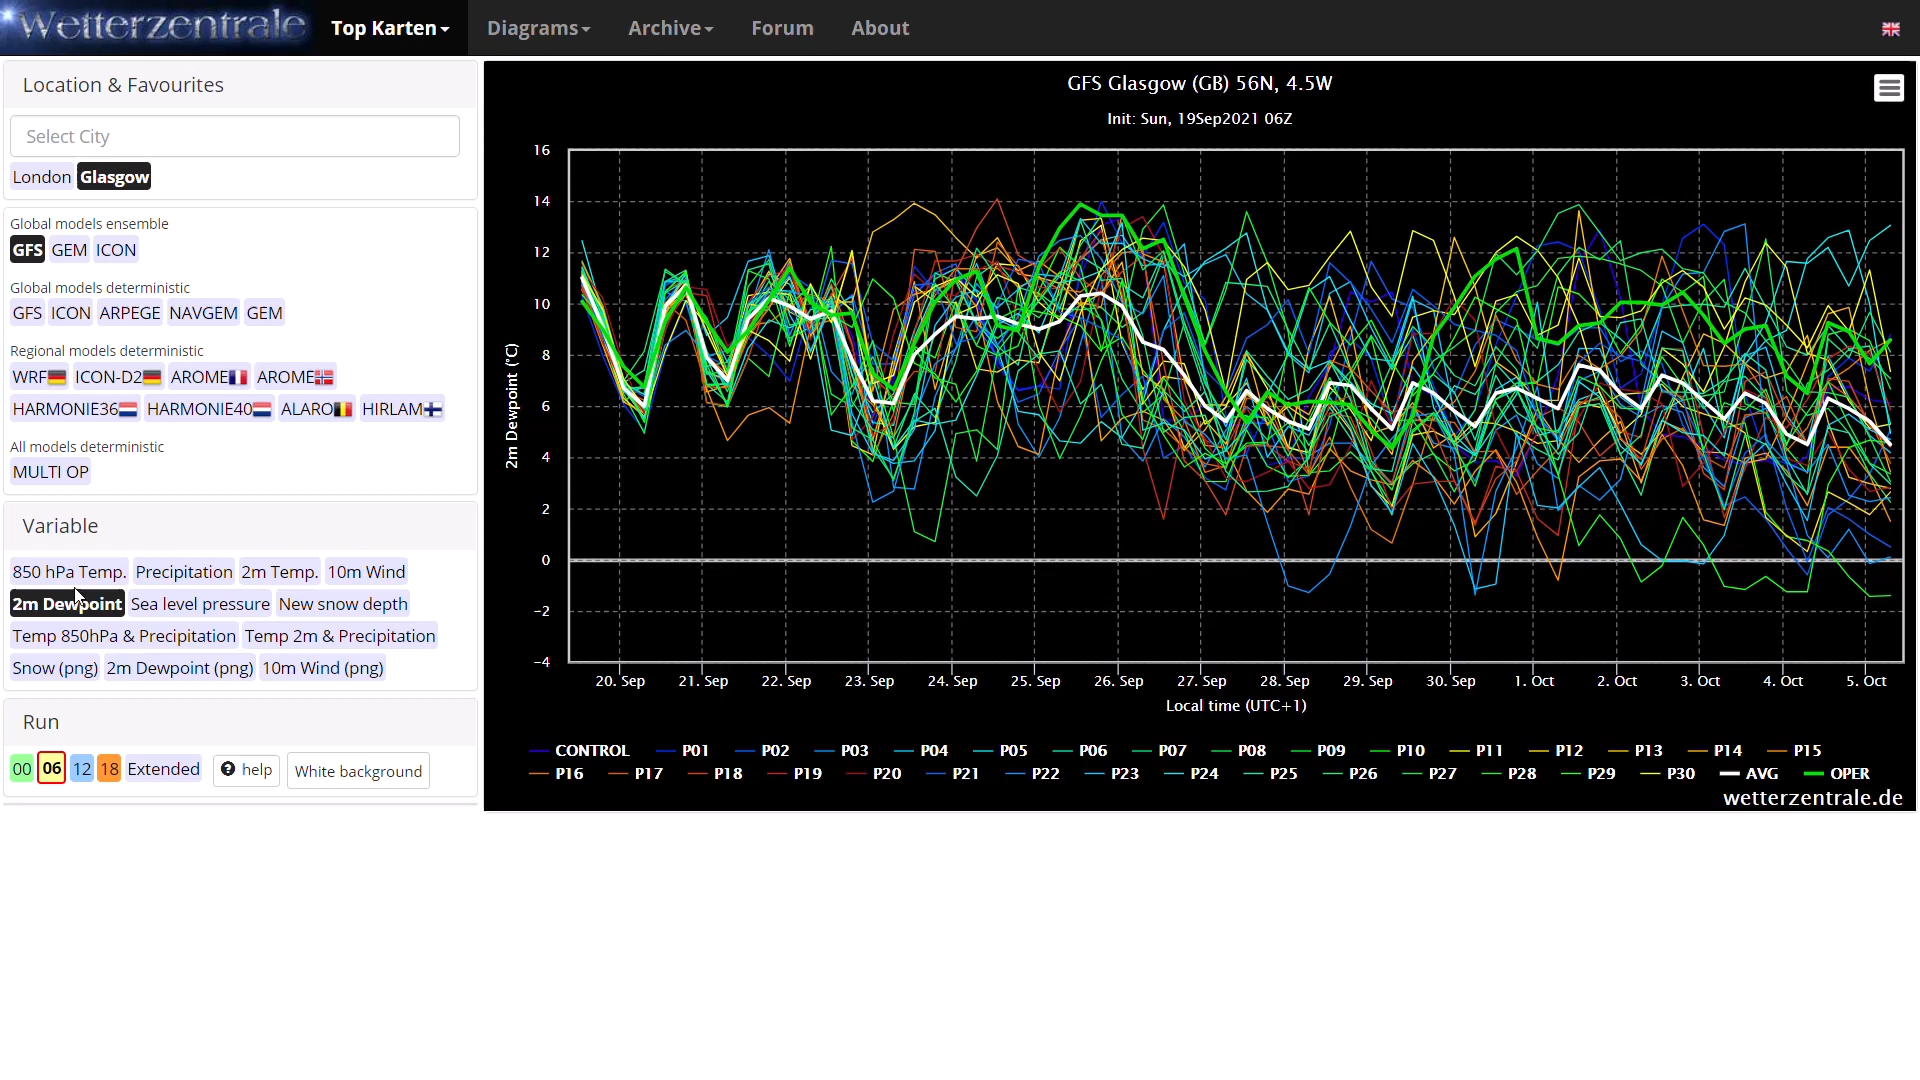 Wetterzentrale Top Karten Diagrams Archive Forum About
Location & Favourites
Select City
London Glasgow
Global models ensemble
GFS GEM ICON
Global models deterministic
GFS ICON ARPEGE NAVGEM GEM
Regional models deterministic
WRF ICON-D2 AROME AROME
HARMONIE36 HARMONIE40 ALARO HIRLAM
All models deterministic
MULTI OP
Variable
850 hPa Temp. Precipitation 2m Temp. 10m Wind
2m Dewpoint Sea level pressure New snow depth
Temp 850hPa & Precipitation Temp 2m & Precipitation
Snow (png) 2m Dewpoint (png) 10m Wind (png)
Run
00 06 12 18 Extended help White background
GFS Glasgow (GB) 56N, 4.5W
Init: Sun, 19Sep2021 06Z
2m Dewpoint (°C)
16
14
12
10
8
6
4
2
0
−2
−4
20. Sep 21. Sep 22. Sep 23. Sep 24. Sep 25. Sep 26. Sep 27. Sep 28. Sep 29. Sep 30. Sep 1. Oct 2. Oct 3. Oct 4. Oct 5. Oct
Local time (UTC+1)
CONTROL P01 P02 P03 P04 P05 P06 P07 P08 P09 P10 P11 P12 P13 P14 P15
P16 P17 P18 P19 P20 P21 P22 P23 P24 P25 P26 P27 P28 P29 P30 AVG OPER
wetterzentrale.de